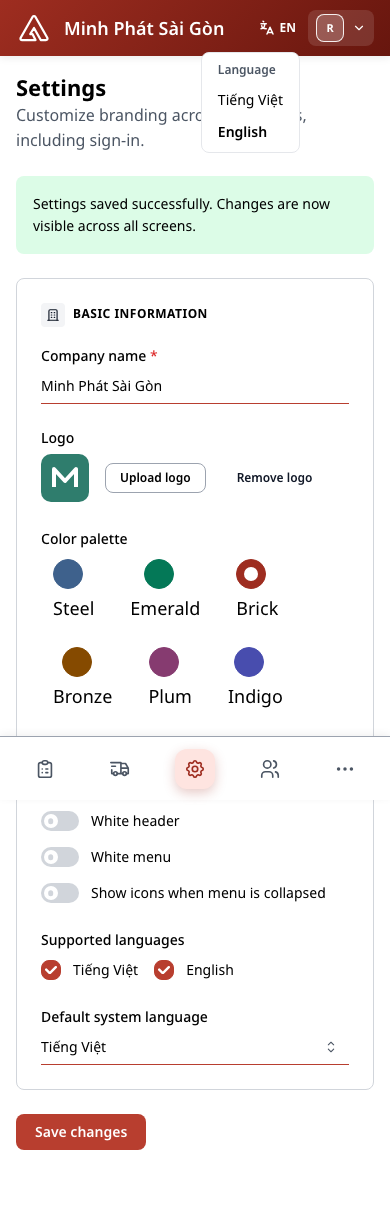 Minh Phát Sài Gòn
EN
R
Language
Tiếng Việt
English
Settings
Customize branding acro
s,
including sign-in.
Settings saved successfully. Changes are now
visible across all screens.
BASIC INFORMATION
Company name *
Minh Phát Sài Gòn
Logo
M
Upload logo
Remove logo
Color palette
Steel
Emerald
Brick
Bronze
Plum
Indigo
White header
White menu
Show icons when menu is collapsed
Supported languages
Tiếng Việt
English
Default system language
Tiếng Việt
Save changes